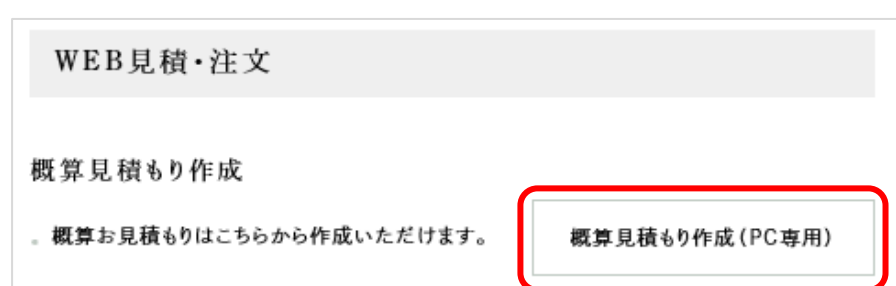 WEB見積・注文
概算見積もり作成
概算お見積もりはこちらから作成いただけます。
概算見積もり作成(PC専用)